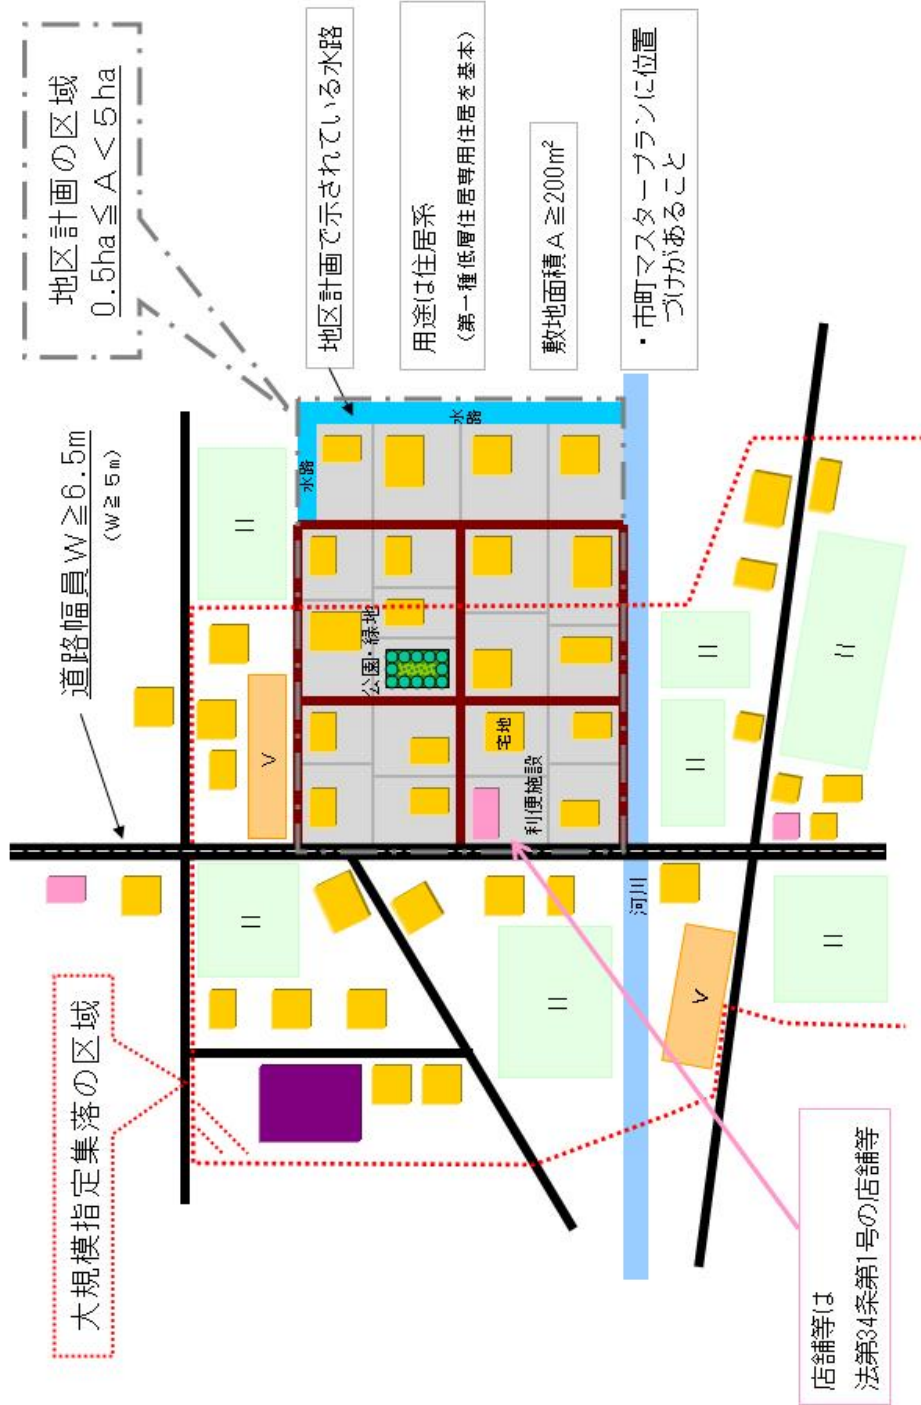 大規模指定集落の区域
道路幅員W≧6.5m
(W≧5m)
地区計画の区域
0.5ha≦A＜5ha
水路
地区計画で示されている水路
公園・緑地
用途は住居系
（第一種低層住居専用住居を基本）
水路
宅地
利便施設
敷地面積A≧200m²
河川
・市町マスタープランに位置
づけがあること
店舗等は
法第34条第1号の店舗等